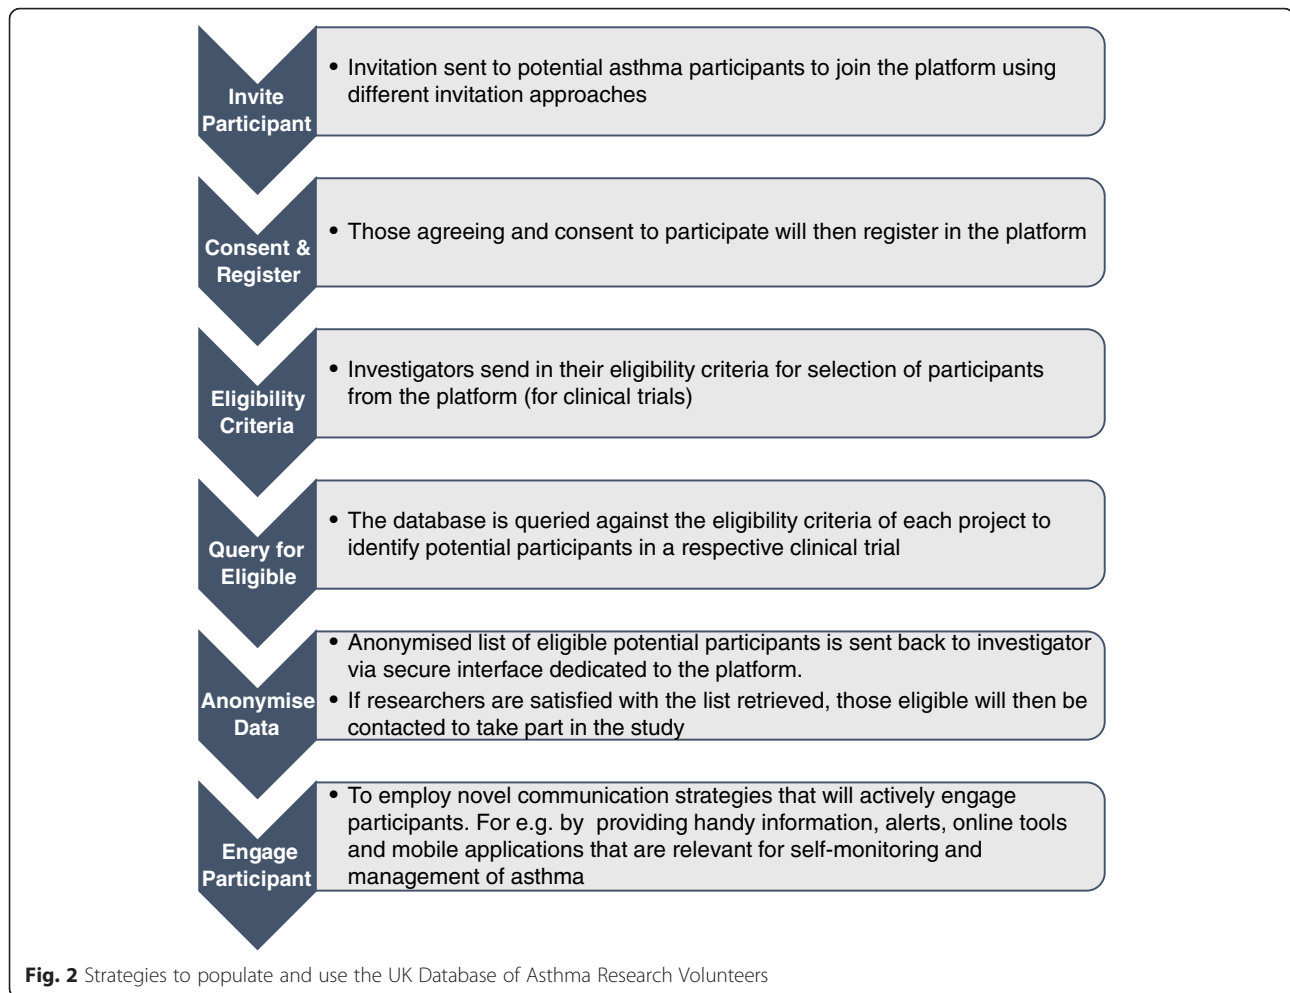 Invite
Participant
• Invitation sent to potential asthma participants to join the platform using
different invitation approaches
Consent &
Register
• Those agreeing and consent to participate will then register in the platform
Eligibility
Criteria
• Investigators send in their eligibility criteria for selection of participants
from the platform (for clinical trials)
Query for
Eligible
• The database is queried against the eligibility criteria of each project to
identify potential participants in a respective clinical trial
Anonymise
Data
• Anonymised list of eligible potential participants is sent back to investigator
via secure interface dedicated to the platform.
• If researchers are satisfied with the list retrieved, those eligible will then be
contacted to take part in the study
Engage
Participant
• To employ novel communication strategies that will actively engage
participants. For e.g. by  providing handy information, alerts, online tools
and mobile applications that are relevant for self-monitoring and
management of asthma
Fig. 2 Strategies to populate and use the UK Database of Asthma Research Volunteers